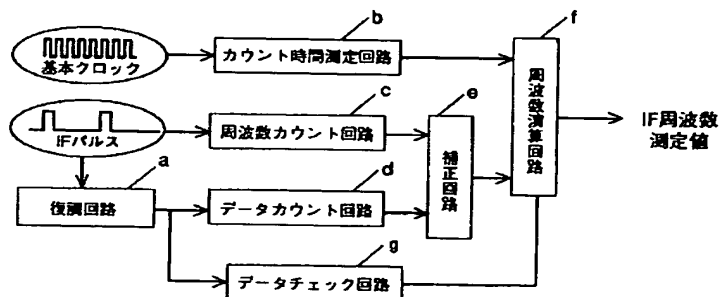 b
カウント時間測定回路
基本クロック
f
周波数演算回路
c
周波数カウント回路
e
補正回路
IFパルス
IF周波数
測定値
a
復調回路
d
データカウント回路
g
データチェック回路